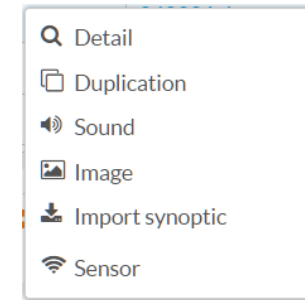 Detail
Duplication
Sound
Image
Import synoptic
Sensor